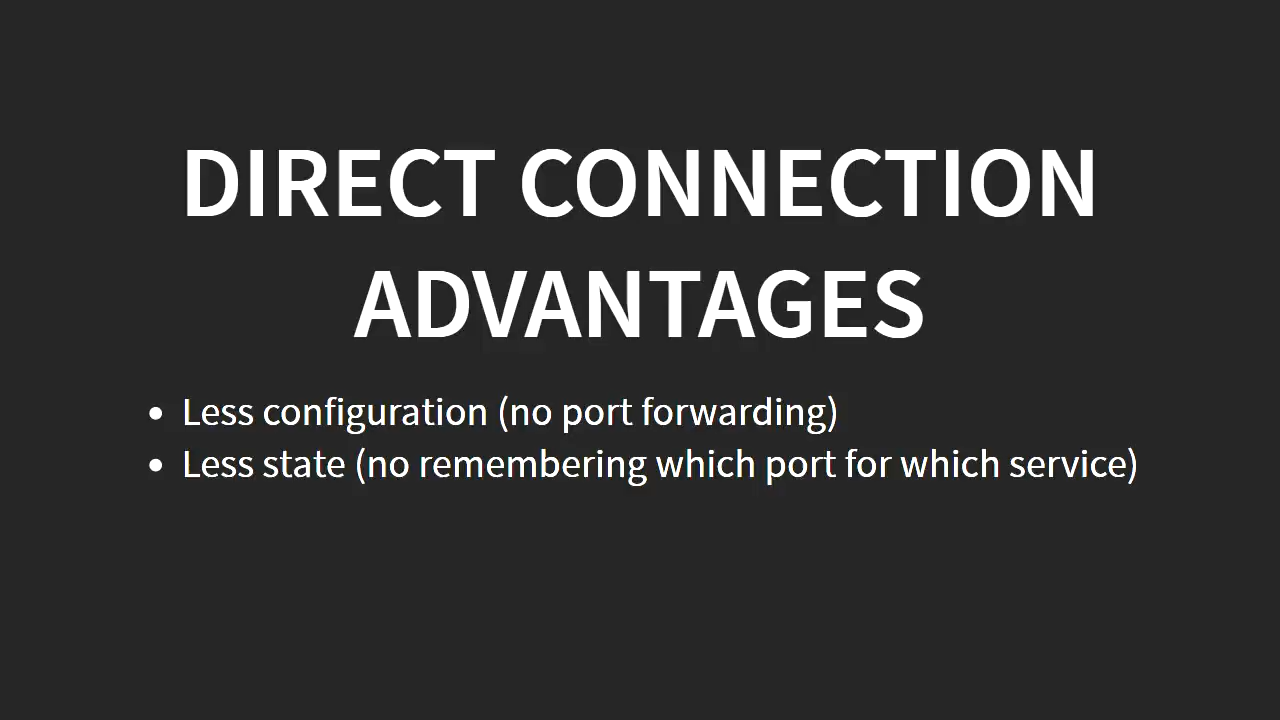 DIRECT CONNECTION
ADVANTAGES
• Less configuration (no port forwarding)
• Less state (no remembering which port for which service)